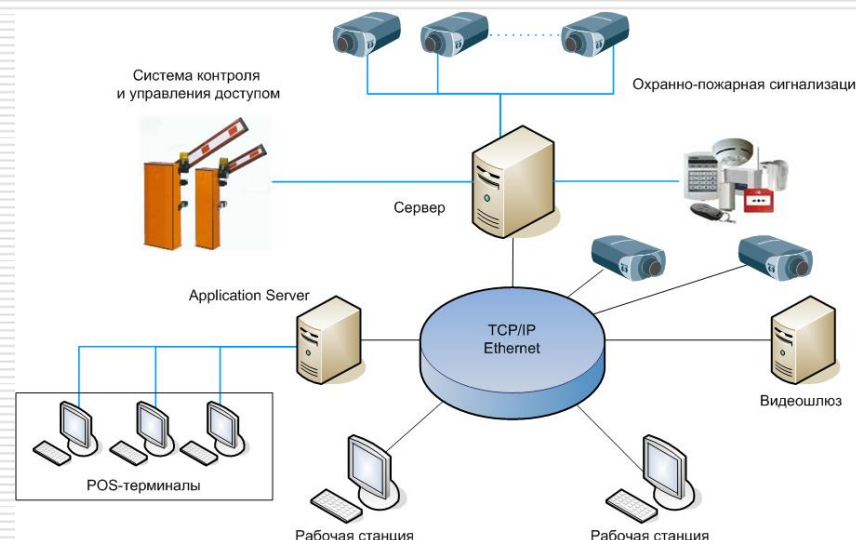 Система контроля
и управления доступом
Охранно-пожарная сигнализаци
Сервер
Application Server
TCP/IP
Ethernet
Видеошлюз
POS-терминалы
Рабочая станция
Рабочая станция